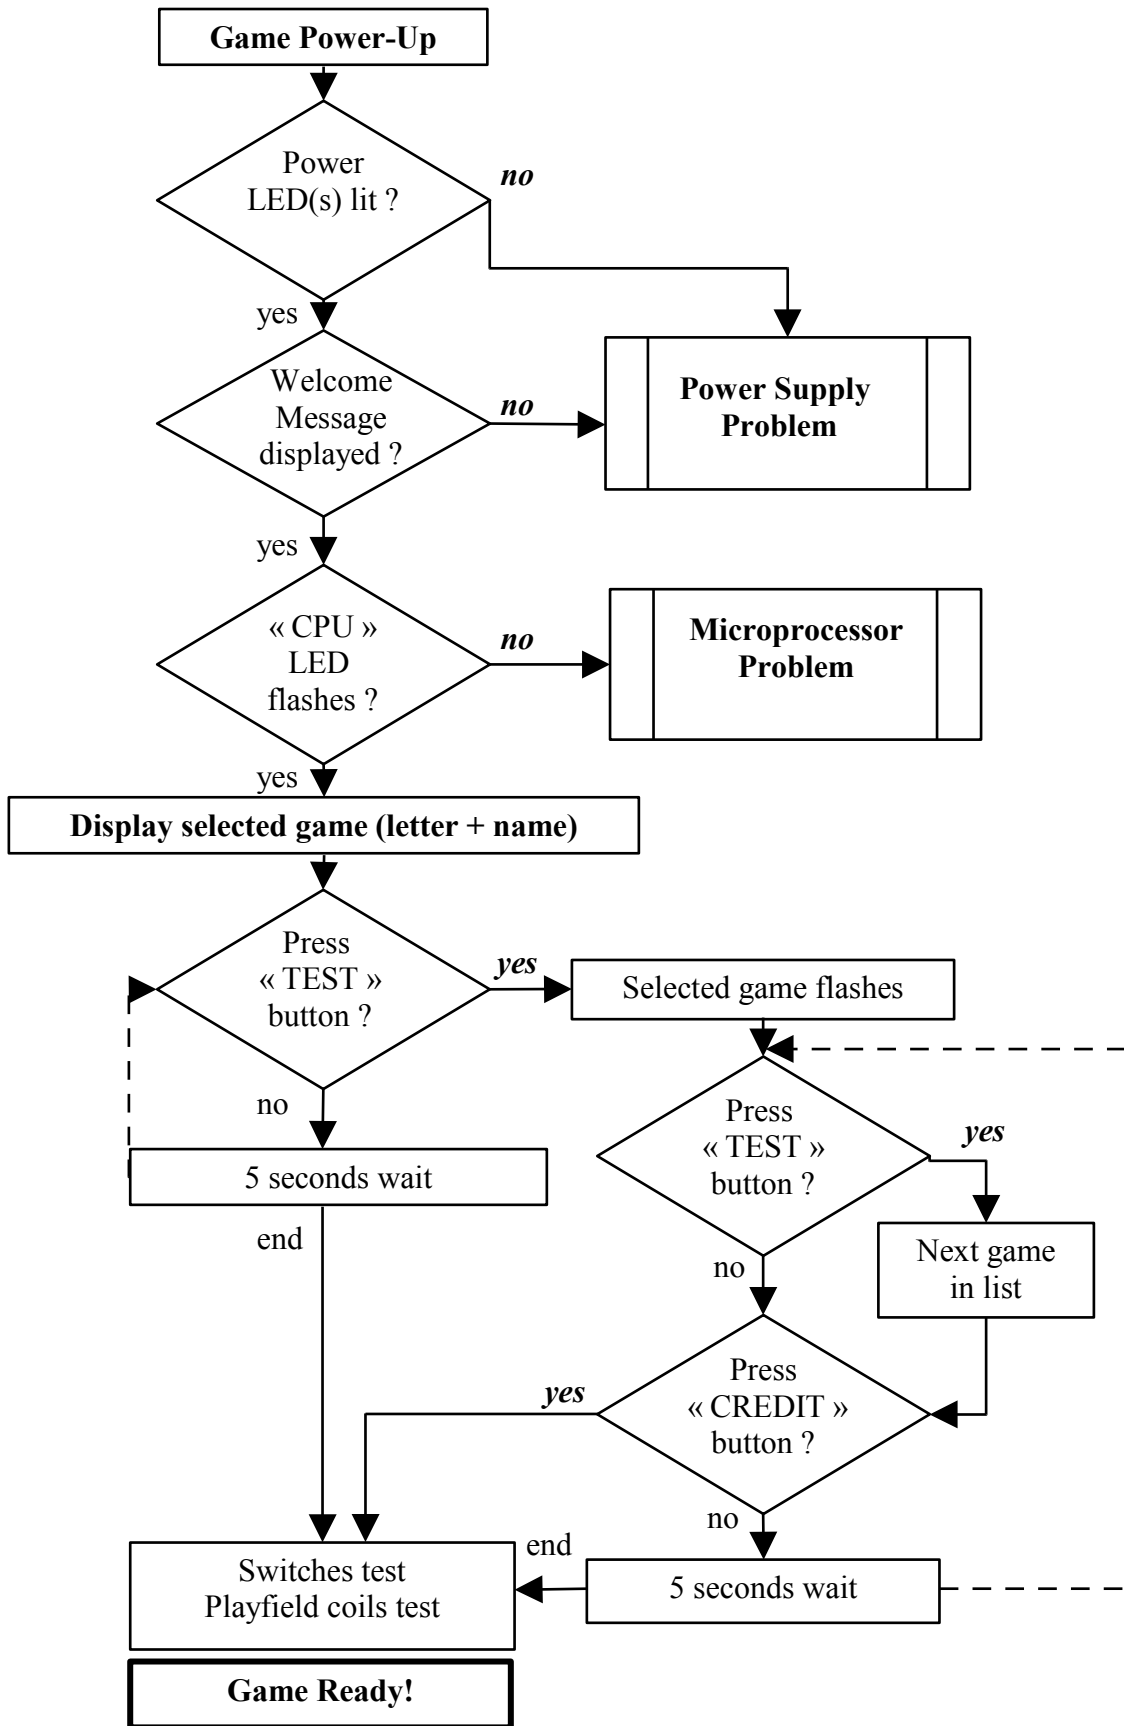 Game Power-Up
Power
LED(s) lit ?
no
yes
Welcome
Message
displayed ?
no
Power Supply
Problem
yes
« CPU »
LED
flashes ?
no
Microprocessor
Problem
yes
Display selected game (letter + name)
Press
« TEST »
button ?
yes
Selected game flashes
no
5 seconds wait
end
Press
« TEST »
button ?
yes
Next game
in list
no
Press
« CREDIT »
button ?
yes
no
5 seconds wait
end
Switches test
Playfield coils test
Game Ready!